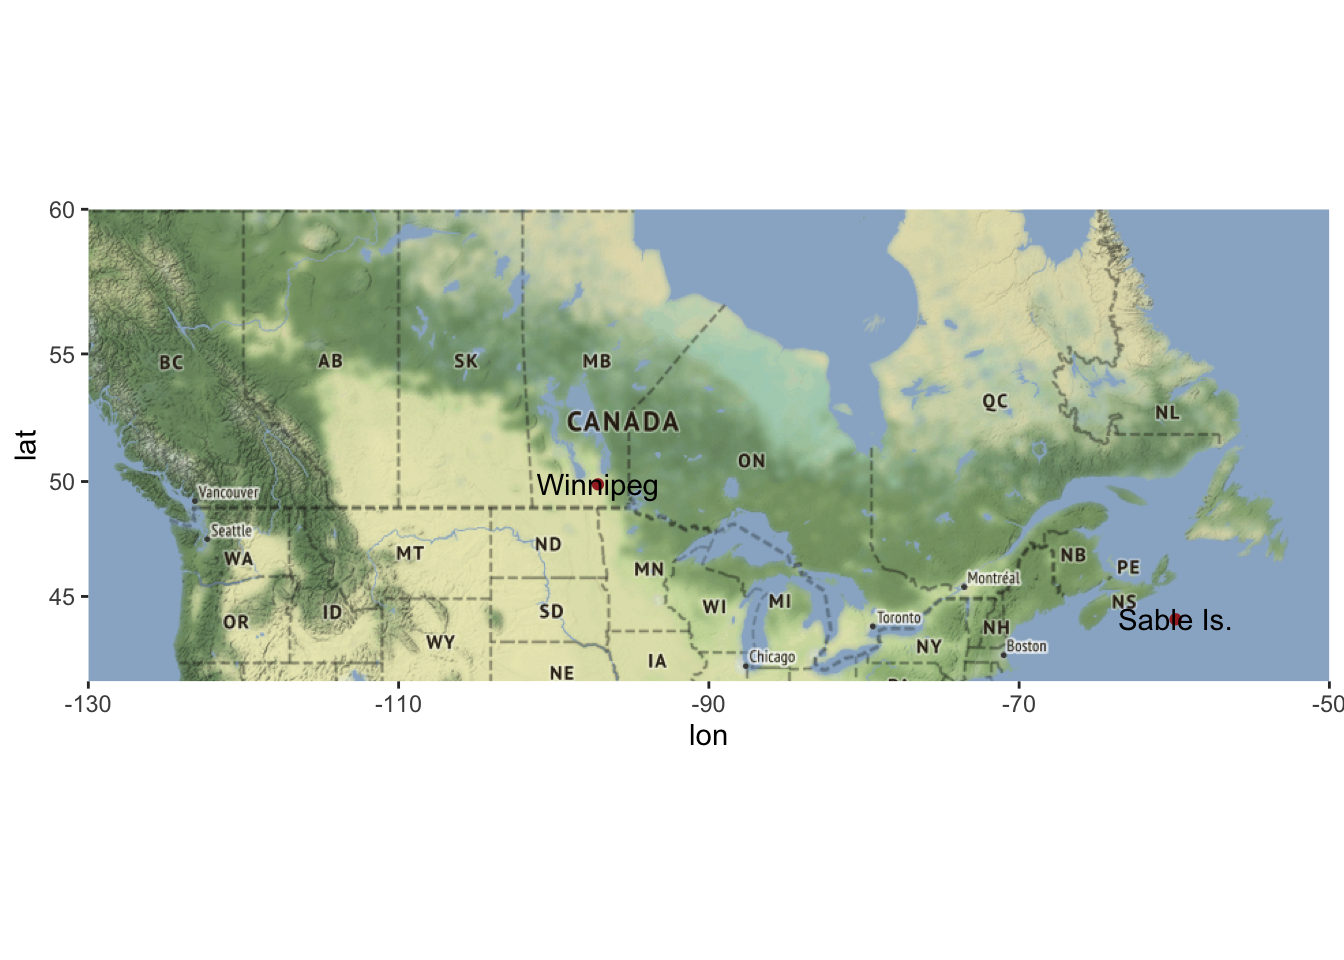 60
55
BC
AB
SK
MB
QC
NL
CANADA
lat
ON
50
Winnipeg
Vancouver
Seattle
WA
MT
ND
NB
MN
PE
Montréal
45
ID
SD
WI
MI
NS
OR
Toronto
Sable Is.
WY
NH
NY
Boston
IA
Chicago
NE
-130
-110
-90
-70
-50
lon